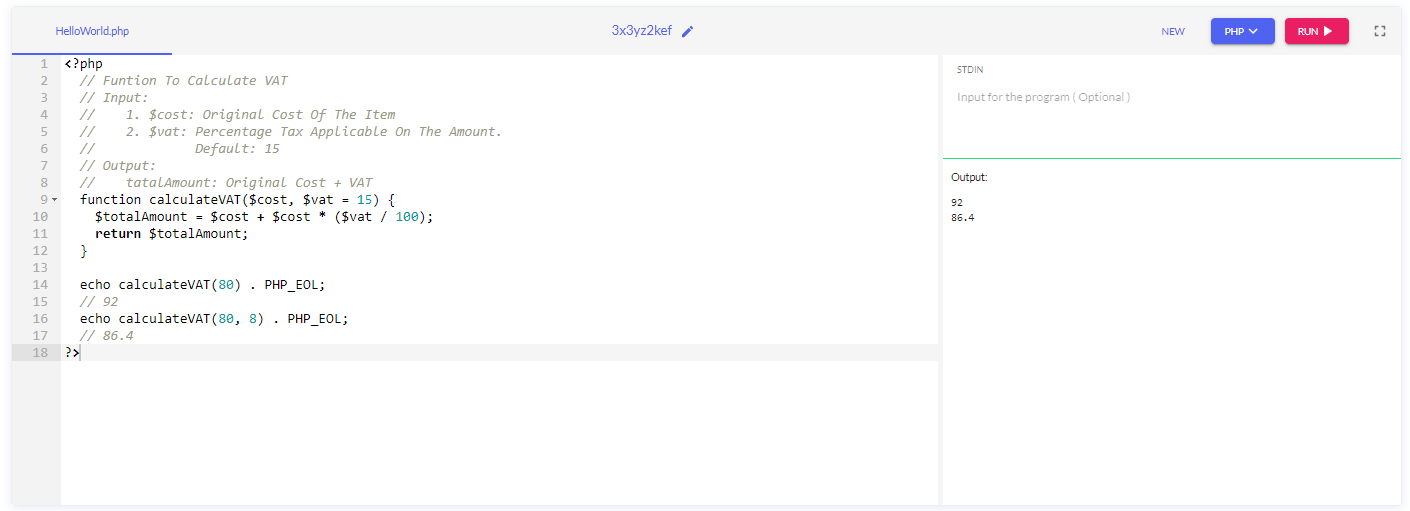 HelloWorld.php
3x3yz2kef
NEW
PHP
RUN
1 <?php
2   // Funtion To Calculate VAT
3   // Input:
4   //    1. $cost: Original Cost Of The Item
5   //    2. $vat: Percentage Tax Applicable On The Amount.
6   //             Default: 15
7   // Output:
8   //    tatalAmount: Original Cost + VAT
9   function calculateVAT($cost, $vat = 15) {
10     $totalAmount = $cost + $cost * ($vat / 100);
11     return $totalAmount;
12   }
13
14   echo calculateVAT(80) . PHP_EOL;
15   // 92
16   echo calculateVAT(80, 8) . PHP_EOL;
17   // 86.4
18 ?>
STDIN
Input for the program ( Optional )
Output:
92
86.4